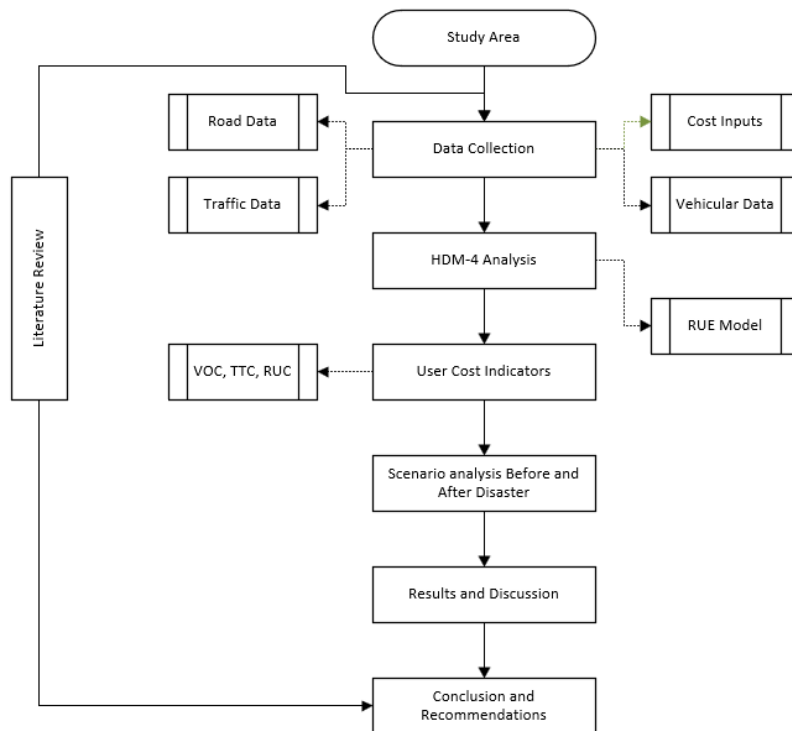 Study Area
Road Data
Data Collection
Cost Inputs
Traffic Data
Vehicular Data
Literature Review
HDM-4 Analysis
RUE Model
VOC, TTC, RUC
User Cost Indicators
Scenario analysis Before and
After Disaster
Results and Discussion
Conclusion and
Recommendations